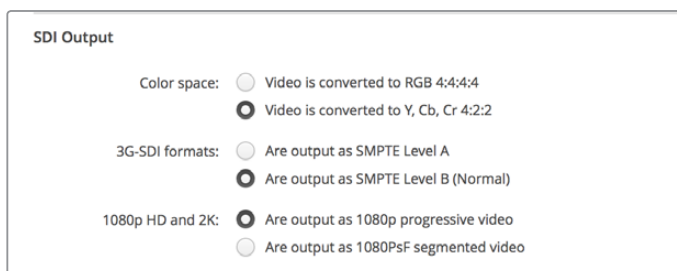 SDI Output
Color space: Video is converted to RGB 4:4:4:4
Video is converted to Y, Cb, Cr 4:2:2
3G-SDI formats: Are output as SMPTE Level A
Are output as SMPTE Level B (Normal)
1080p HD and 2K: Are output as 1080p progressive video
Are output as 1080PsF segmented video